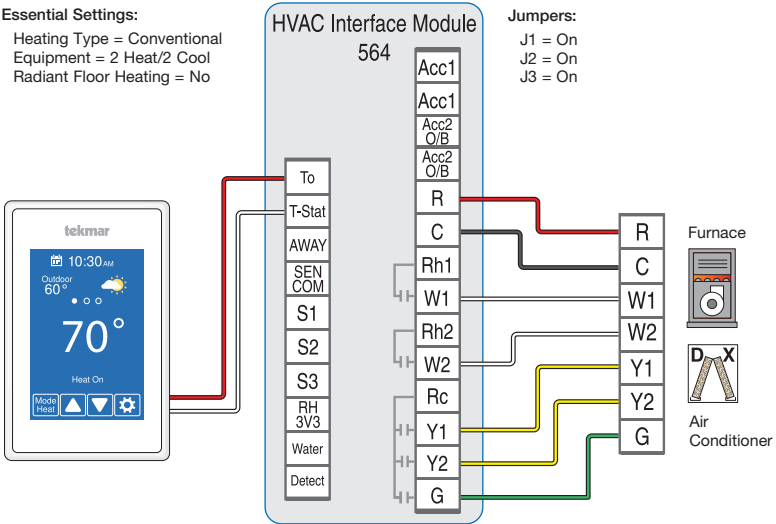 Essential Settings:
Heating Type = Conventional
Equipment = 2 Heat/2 Cool
Radiant Floor Heating = No
HVAC Interface Module
564
Jumpers:
J1 = On
J2 = On
J3 = On
tekmar
10:30 AM
Outdoor
60°
70°
Heat On
Mode
Heat
To
T-Stat
AWAY
SEN
COM
S1
S2
S3
RH
3V3
Water
Detect
Acc1
Acc1
Acc2
O/B
Acc2
O/B
R
C
Rh1
W1
Rh2
W2
Rc
Y1
Y2
G
R
C
W1
W2
Y1
Y2
G
Furnace
D X
Air
Conditioner